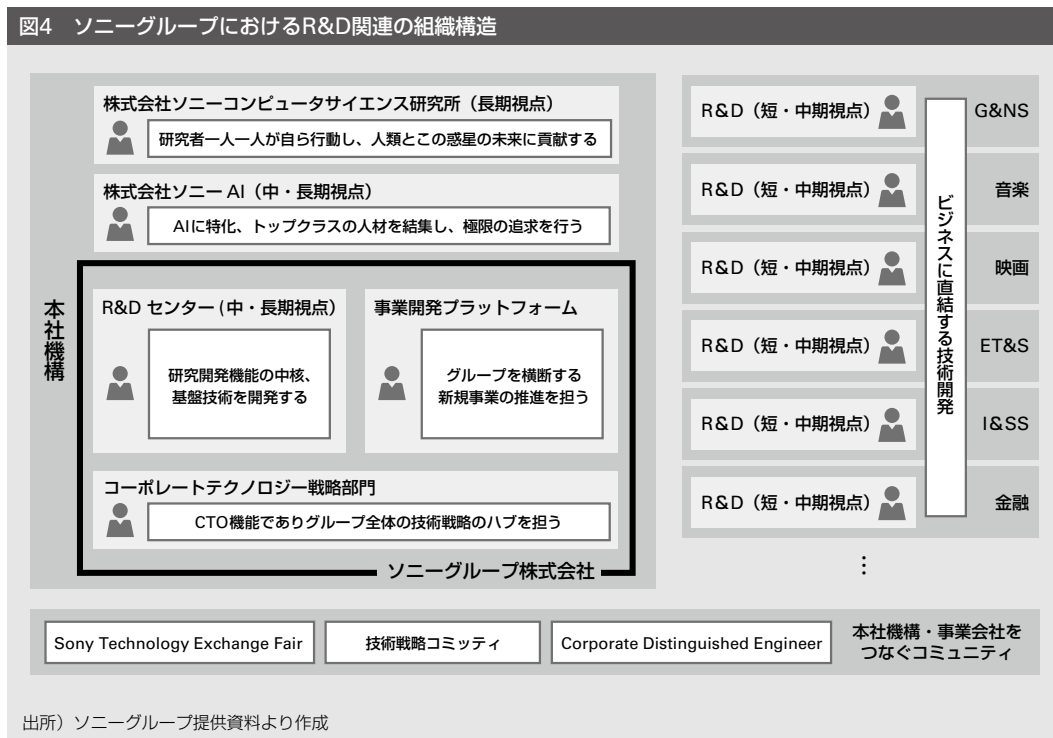 図4　ソニーグループにおけるR&D関連の組織構造
本社機構
株式会社ソニーコンピュータサイエンス研究所（長期視点）
研究者一人一人が自ら行動し、人類とこの惑星の未来に貢献する
株式会社ソニー AI（中・長期視点）
AIに特化、トップクラスの人材を結集し、極限の追求を行う
R&D センター (中・長期視点）
研究開発機能の中核、
基盤技術を開発する
事業開発プラットフォーム
グループを横断する
新規事業の推進を担う
コーポレートテクノロジー戦略部門
CTO機能でありグループ全体の技術戦略のハブを担う
ソニーグループ株式会社
R&D（短・中期視点）
G&NS
R&D（短・中期視点）
音楽
R&D（短・中期視点）
映画
R&D（短・中期視点）
ET&S
R&D（短・中期視点）
I&SS
R&D（短・中期視点）
金融
ビジネスに直結する技術開発
⋮
Sony Technology Exchange Fair
技術戦略コミッティ
Corporate Distinguished Engineer
本社機構・事業会社を
つなぐコミュニティ
出所）ソニーグループ提供資料より作成